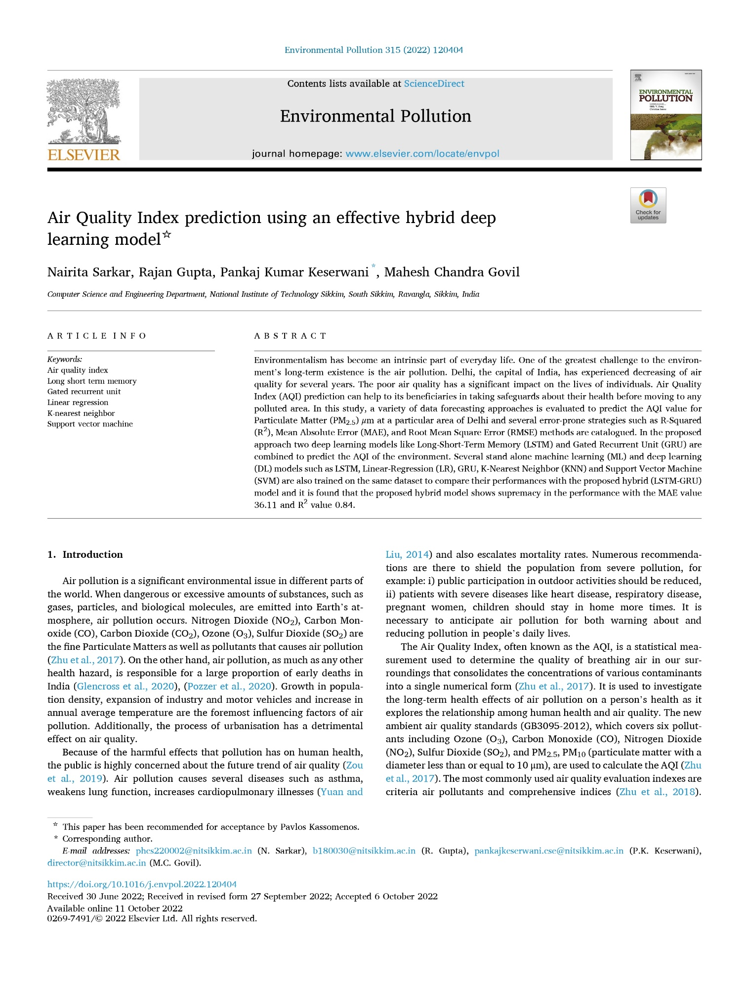 Environmental Pollution 315 (2022) 120404
Contents lists available at ScienceDirect
Environmental Pollution
journal homepage: www.elsevier.com/locate/envpol
ELSEVIER
ENVIRONMENTAL
POLLUTION
Check for
updates
Air Quality Index prediction using an effective hybrid deep
learning model☆
Nairita Sarkar, Rajan Gupta, Pankaj Kumar Keserwani*, Mahesh Chandra Govil
Computer Science and Engineering Department, National Institute of Technology Sikkim, South Sikkim, Ravangla, Sikkim, India
ARTICLE INFO
Keywords:
Air quality index
Long short term memory
Gated recurrent unit
Linear regression
K-nearest neighbor
Support vector machine
ABSTRACT
Environmentalism has become an intrinsic part of everyday life. One of the greatest challenge to the environ-
ment's long-term existence is the air pollution. Delhi, the capital of India, has experienced decreasing of air
quality for several years. The poor air quality has a significant impact on the lives of individuals. Air Quality
Index (AQI) prediction can help to its beneficiaries in taking safeguards about their health before moving to any
polluted area. In this study, a variety of data forecasting approaches is evaluated to predict the AQI value for
Particulate Matter (PM2.5) μm at a particular area of Delhi and several error-prone strategies such as R-Squared
(R2), Mean Absolute Error (MAE), and Root Mean Square Error (RMSE) methods are catalogued. In the proposed
approach two deep learning models like Long-Short-Term Memory (LSTM) and Gated Recurrent Unit (GRU) are
combined to predict the AQI of the environment. Several stand alone machine learning (ML) and deep learning
(DL) models such as LSTM, Linear-Regression (LR), GRU, K-Nearest Neighbor (KNN) and Support Vector Machine
(SVM) are also trained on the same dataset to compare their performances with the proposed hybrid (LSTM-GRU)
model and it is found that the proposed hybrid model shows supremacy in the performance with the MAE value
36.11 and R2 value 0.84.
1. Introduction
Air pollution is a significant environmental issue in different parts of
the world. When dangerous or excessive amounts of substances, such as
gases, particles, and biological molecules, are emitted into Earth's at-
mosphere, air pollution occurs. Nitrogen Dioxide (NO2), Carbon Mon-
oxide (CO), Carbon Dioxide (CO2), Ozone (O3), Sulfur Dioxide (SO2) are
the fine Particulate Matters as well as pollutants that causes air pollution
(Zhu et al., 2017). On the other hand, air pollution, as much as any other
health hazard, is responsible for a large proportion of early deaths in
India (Glencross et al., 2020), (Pozzer et al., 2020). Growth in popula-
tion density, expansion of industry and motor vehicles and increase in
annual average temperature are the foremost influencing factors of air
pollution. Additionally, the process of urbanisation has a detrimental
effect on air quality.
Because of the harmful effects that pollution has on human health,
the public is highly concerned about the future trend of air quality (Zou
et al., 2019). Air pollution causes several diseases such as asthma,
weakens lung function, increases cardiopulmonary illnesses (Yuan and
Liu, 2014) and also escalates mortality rates. Numerous recommenda-
tions are there to shield the population from severe pollution, for
example: i) public participation in outdoor activities should be reduced,
ii) patients with severe diseases like heart disease, respiratory disease,
pregnant women, children should stay in home more times. It is
necessary to anticipate air pollution for both warning about and
reducing pollution in people's daily lives.
The Air Quality Index, often known as the AQI, is a statistical mea-
surement used to determine the quality of breathing air in our sur-
roundings that consolidates the concentrations of various contaminants
into a single numerical form (Zhu et al., 2017). It is used to investigate
the long-term health effects of air pollution on a person's health as it
explores the relationship among human health and air quality. The new
ambient air quality standards (GB3095-2012), which covers six pollut-
ants including Ozone (O3), Carbon Monoxide (CO), Nitrogen Dioxide
(NO2), Sulfur Dioxide (SO2), and PM2.5, PM10 (particulate matter with a
diameter less than or equal to 10 μm), are used to calculate the AQI (Zhu
et al., 2017). The most commonly used air quality evaluation indexes are
criteria air pollutants and comprehensive indices (Zhu et al., 2018).
☆ This paper has been recommended for acceptance by Pavlos Kassomenos.
* Corresponding author.
E-mail addresses: phcs220002@nitsikkim.ac.in (N. Sarkar), b180030@nitsikkim.ac.in (R. Gupta), pankajkeserwani.cse@nitsikkim.ac.in (P.K. Keserwani),
director@nitsikkim.ac.in (M.C. Govil).
https://doi.org/10.1016/j.envpol.2022.120404
Received 30 June 2022; Received in revised form 27 September 2022; Accepted 6 October 2022
Available online 11 October 2022
0269-7491/© 2022 Elsevier Ltd. All rights reserved.